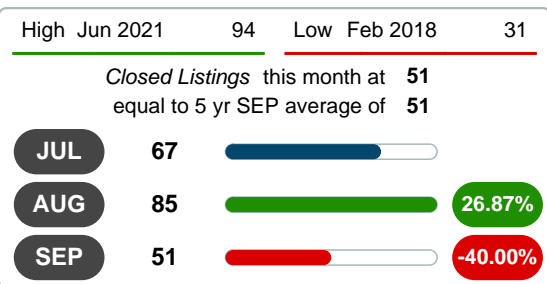 High Jun 2021 94 Low Feb 2018 31
Closed Listings this month at 51
equal to 5 yr SEP average of 51
JUL 67
AUG 85 26.87%
SEP 51 -40.00%